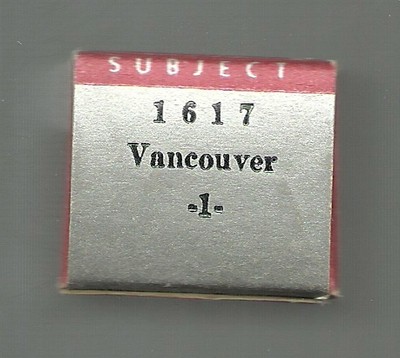 SUBJECT
1617
Vancouver
-1-